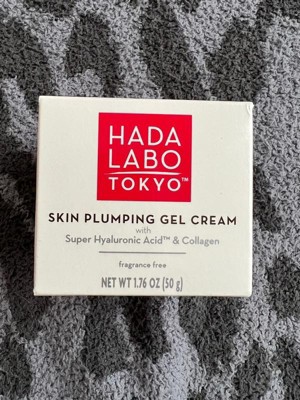 HADA
LABO
TOKYO™
SKIN PLUMPING GEL CREAM
with
Super Hyaluronic Acid™ & Collagen
fragrance free
NET WT 1.76 OZ (50 g)